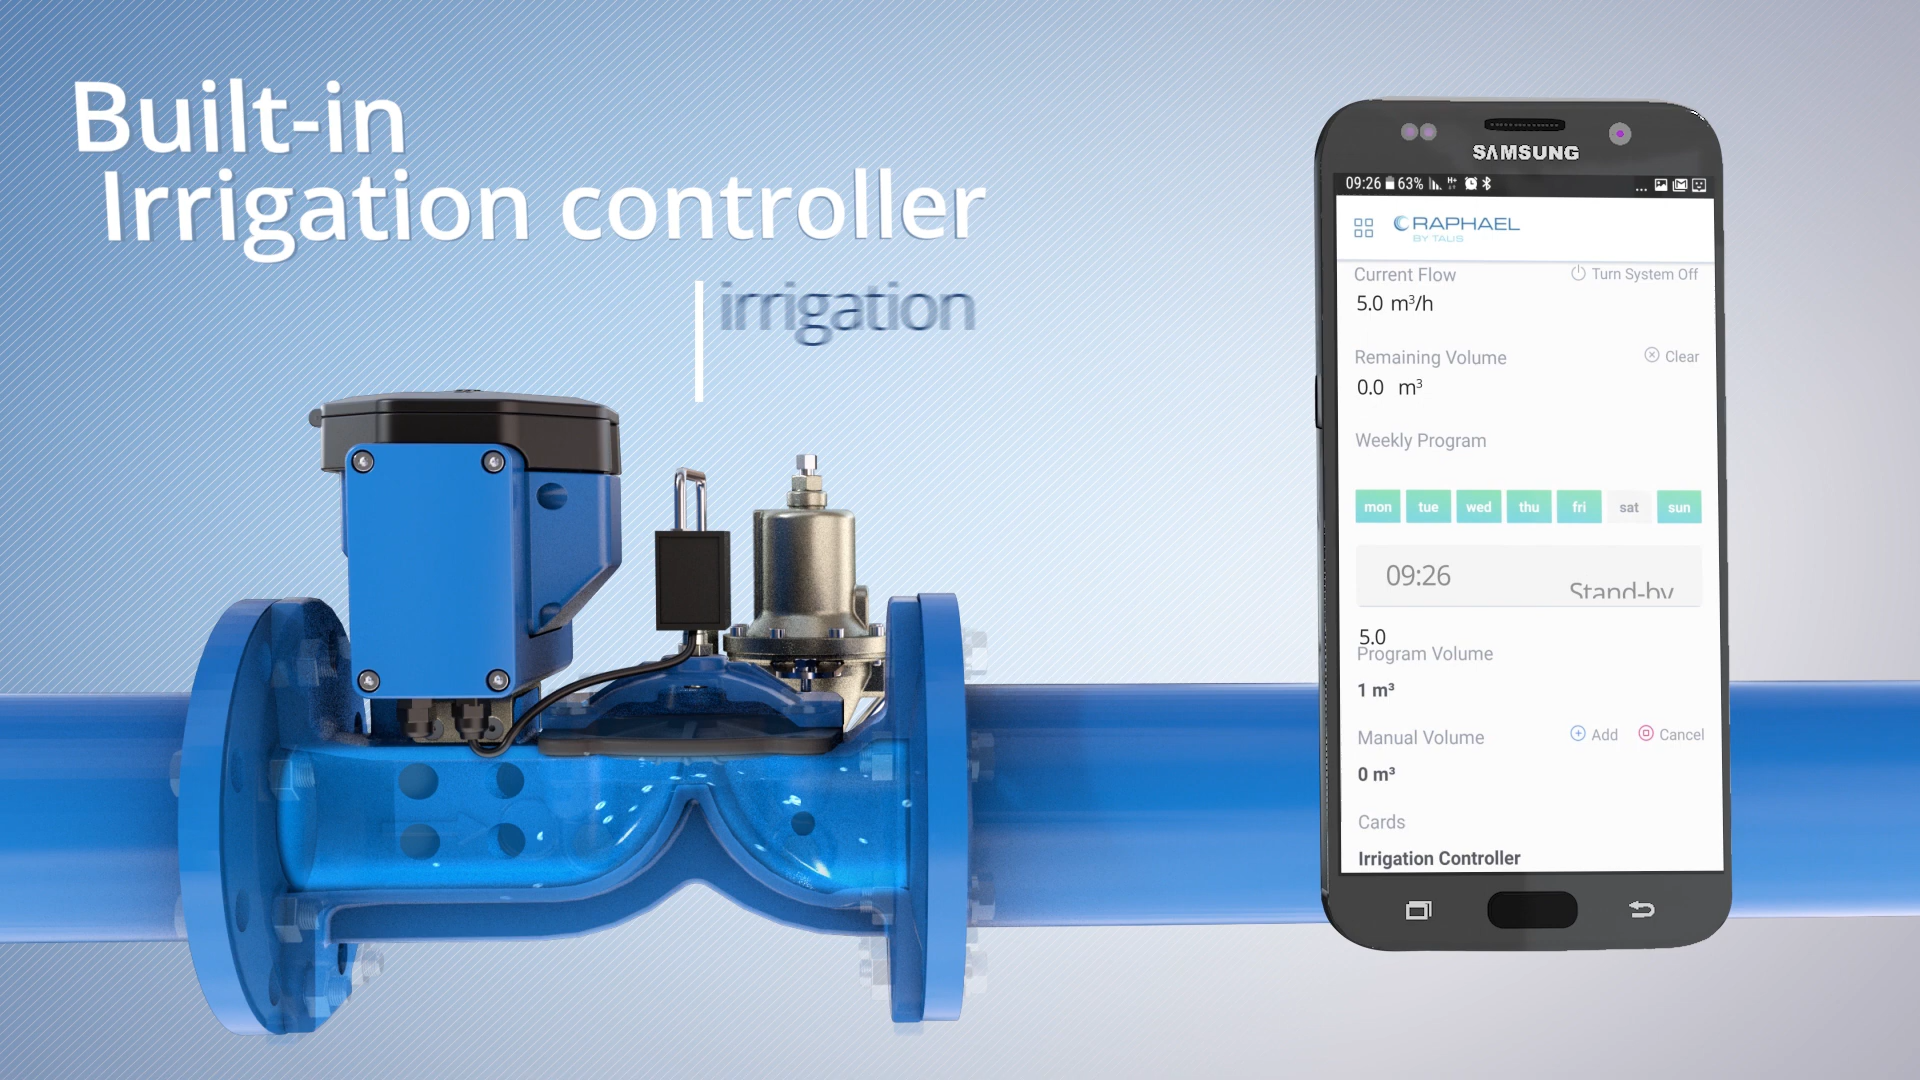 Built-in
Irrigation controller
irrigation
SAMSUNG
09:26 63% H+
RAPHAEL
BY TALIS
Current Flow Turn System Off
5.0 m³/h
Remaining Volume Clear
0.0 m³
Weekly Program
mon tue wed thu fri sat sun
09:26 Stand-by
5.0
Program Volume
1 m³
Manual Volume Add Cancel
0 m³
Cards
Irrigation Controller